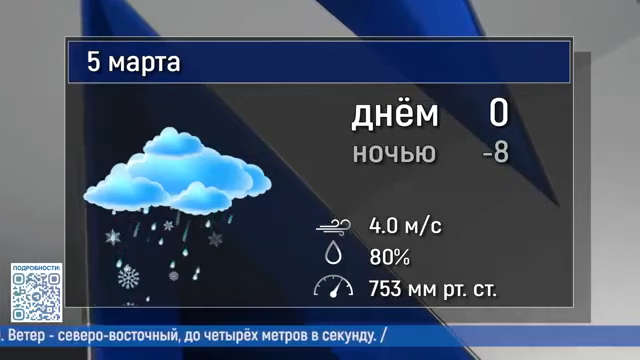 5 марта
днём 0
ночью -8
4.0 м/с
80%
753 мм рт. ст.
ПОДРОБНОСТИ:
. Ветер - северо-восточный, до четырёх метров в секунду. /